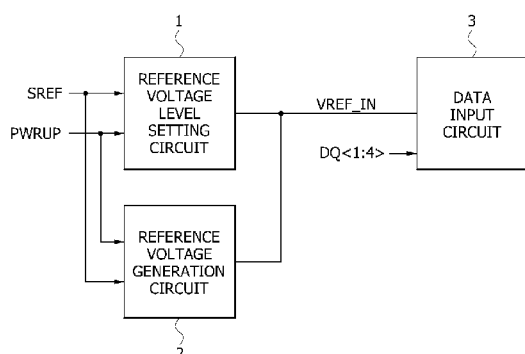 1
3
SREF
PWRUP
REFERENCE
VOLTAGE
LEVEL
SETTING
CIRCUIT
VREF_IN
DATA
INPUT
CIRCUIT
DQ<1:4>
REFERENCE
VOLTAGE
GENERATION
CIRCUIT
2